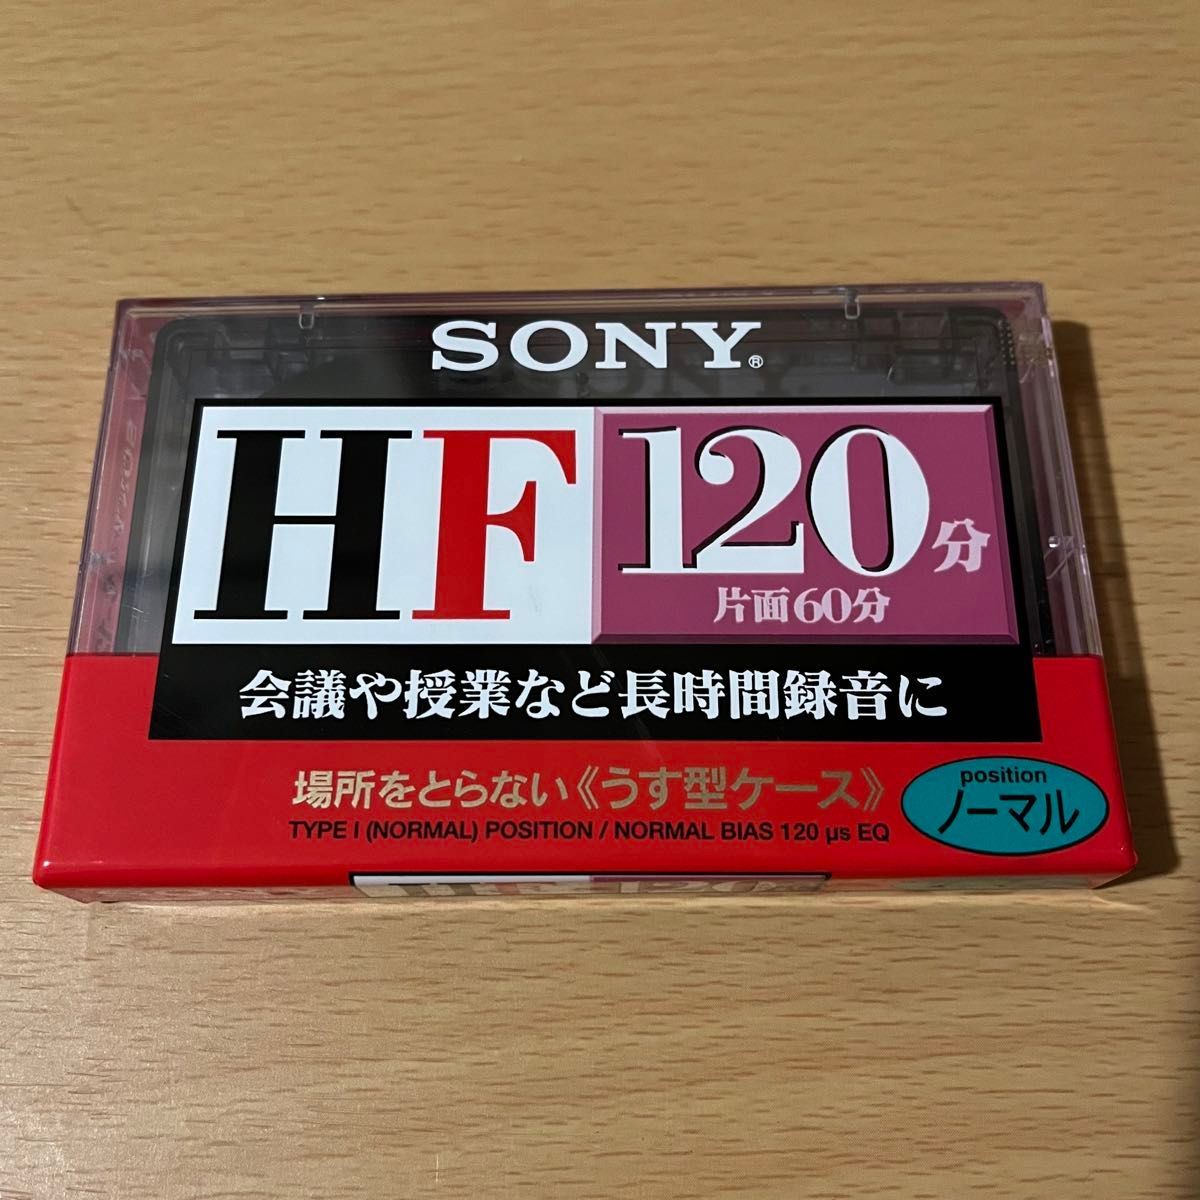 SONY®
HF 120分
片面60分
会議や授業など長時間録音に
場所をとらない《うす型ケース》
TYPE I (NORMAL) POSITION / NORMAL BIAS 120 μs EQ
position
ノーマル
HF 120